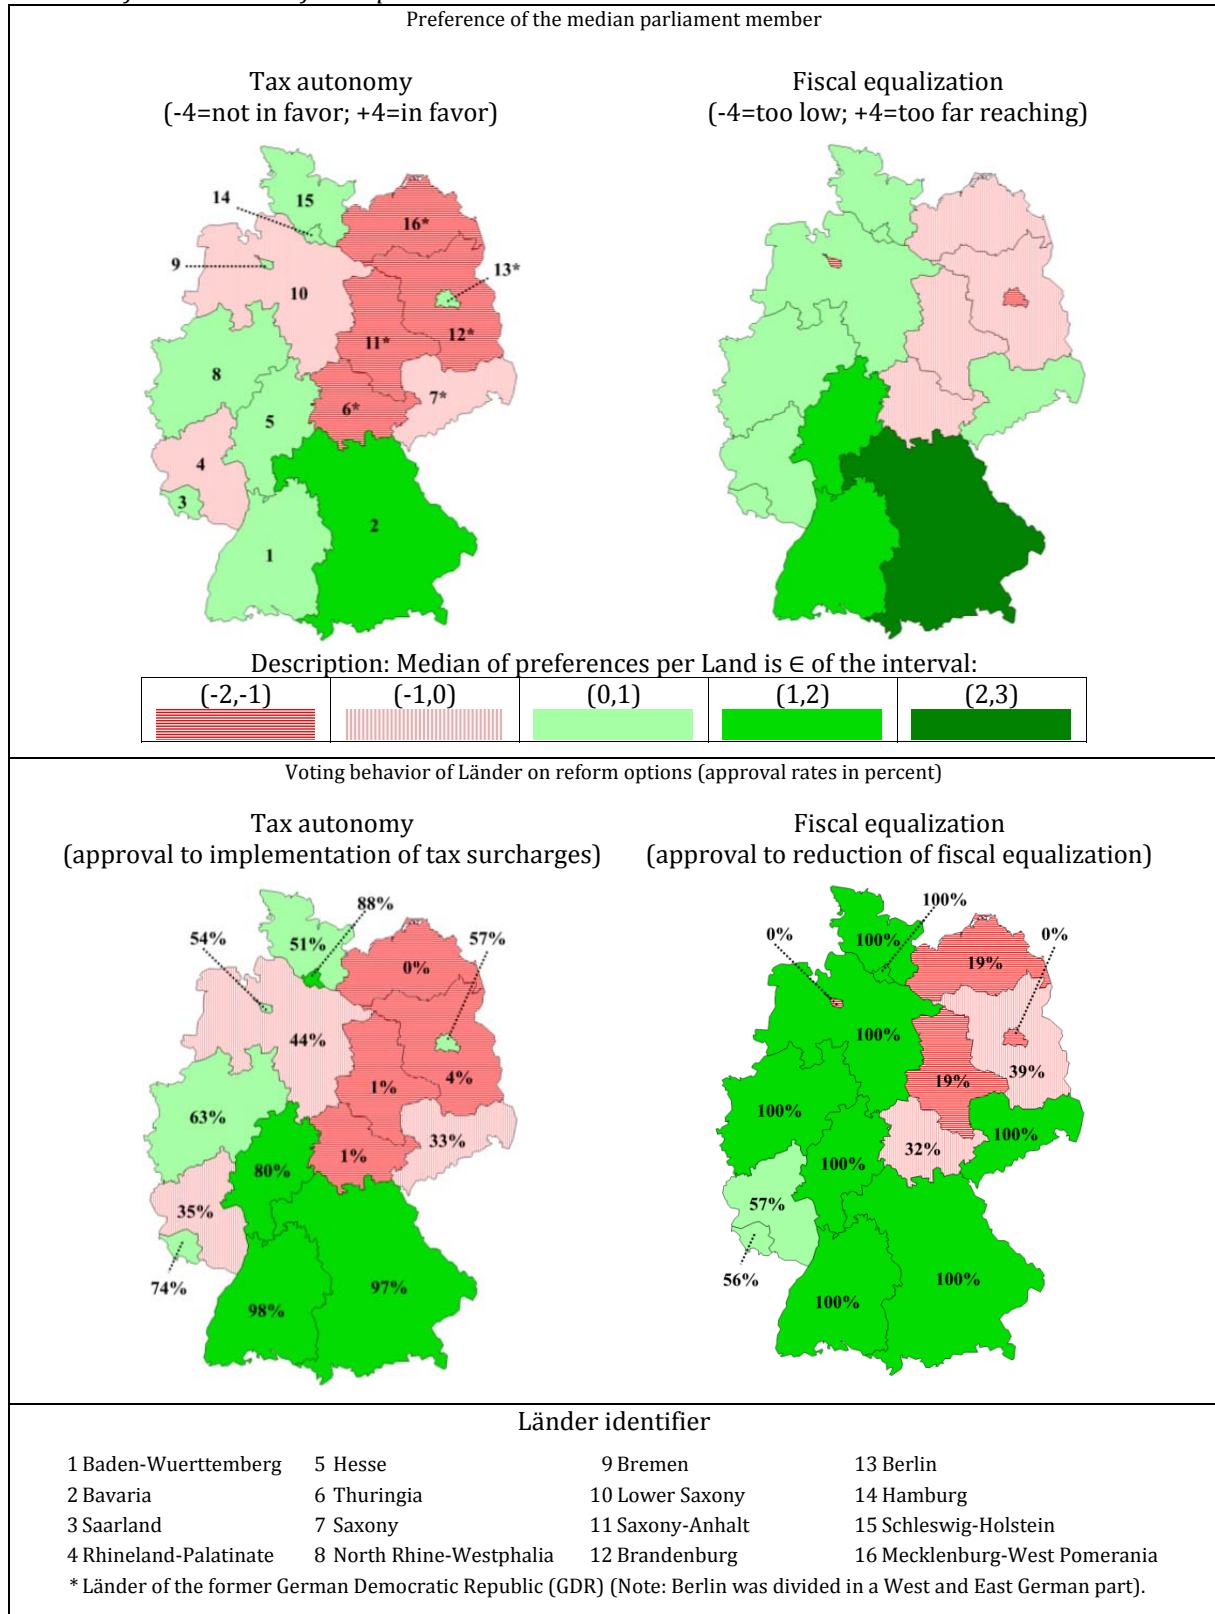 Preference of the median parliament member
Tax autonomy
(-4=not in favor; +4=in favor)
Fiscal equalization
(-4=too low; +4=too far reaching)
14
15
16*
9
10
13*
11*
12*
8
5
6*
7*
4
3
2
1
Description: Median of preferences per Land is ∈ of the interval:
(-2,-1) (-1,0) (0,1) (1,2) (2,3)
Voting behavior of Länder on reform options (approval rates in percent)
Tax autonomy
(approval to implementation of tax surcharges)
Fiscal equalization
(approval to reduction of fiscal equalization)
88%
54%
51%
57%
0%
44%
1%
4%
63%
33%
1%
80%
35%
74%
97%
98%
100%
0%
100%
0%
19%
100%
39%
19%
100%
100%
32%
100%
57%
56%
100%
100%
Länder identifier
1 Baden-Wuerttemberg 5 Hesse 9 Bremen 13 Berlin
2 Bavaria 6 Thuringia 10 Lower Saxony 14 Hamburg
3 Saarland 7 Saxony 11 Saxony-Anhalt 15 Schleswig-Holstein
4 Rhineland-Palatinate 8 North Rhine-Westphalia 12 Brandenburg 16 Mecklenburg-West Pomerania
* Länder of the former German Democratic Republic (GDR) (Note: Berlin was divided in a West and East German part).